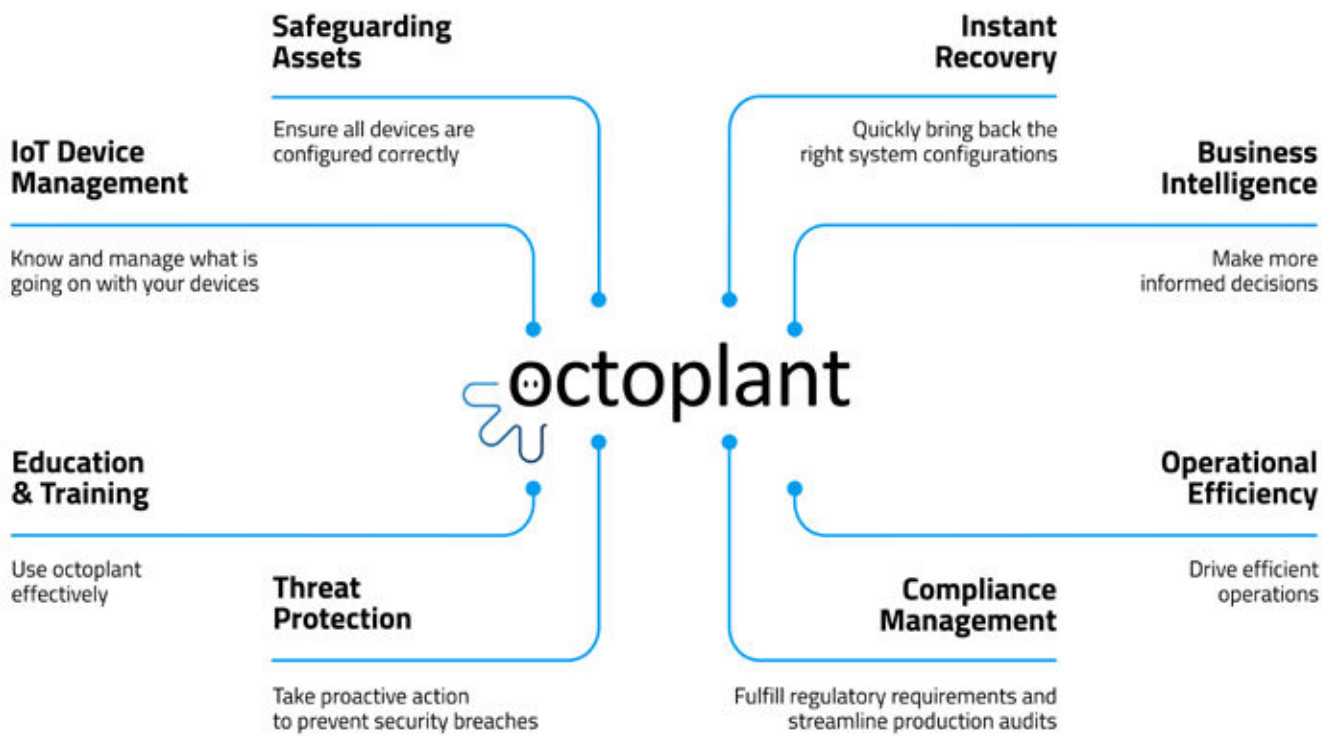 Safeguarding
Assets
Ensure all devices are
configured correctly
Instant
Recovery
Quickly bring back the
right system configurations
IoT Device
Management
Know and manage what is
going on with your devices
Business
Intelligence
Make more
informed decisions
octoplant
Education
& Training
Use octoplant
effectively
Operational
Efficiency
Drive efficient
operations
Threat
Protection
Take proactive action
to prevent security breaches
Compliance
Management
Fulfill regulatory requirements and
streamline production audits